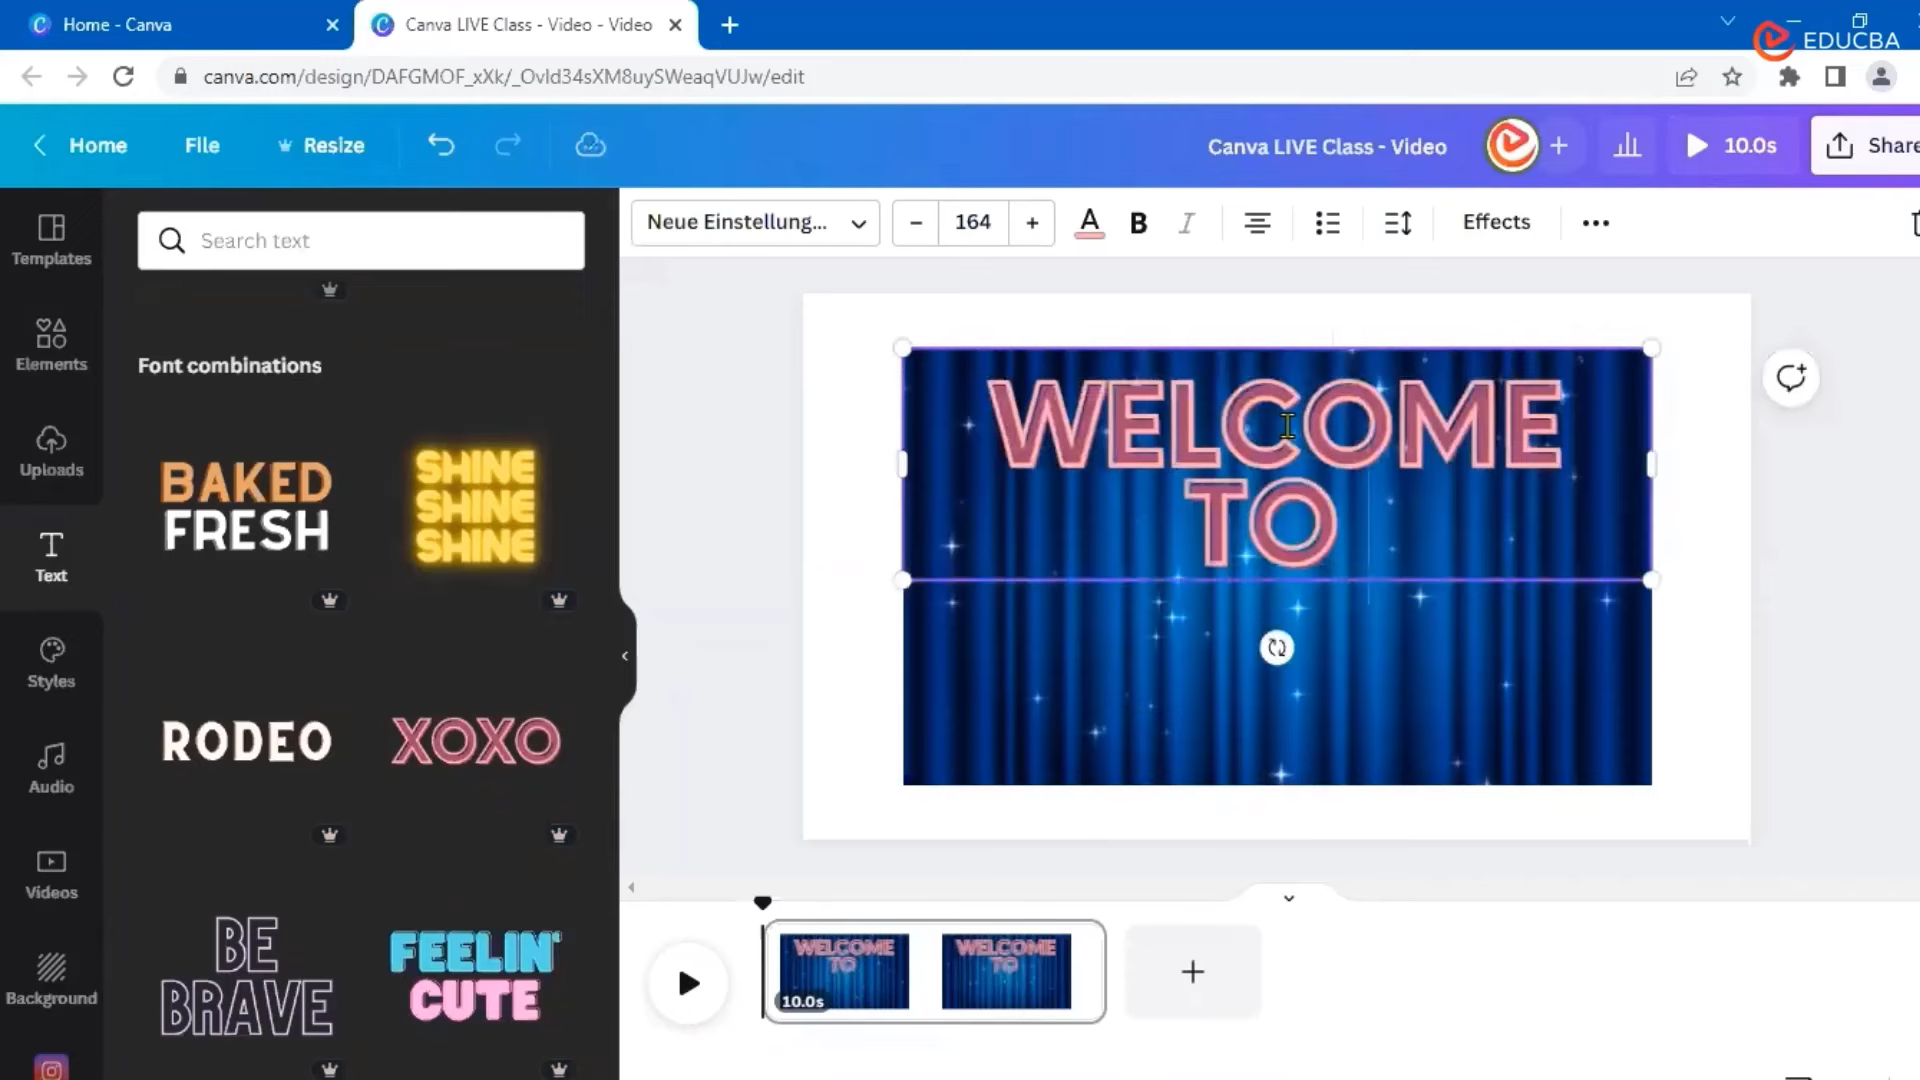 Home - Canva
Canva LIVE Class - Video - Video
EDUCBA
canva.com/design/DAFGMOF_xXk/_Ovld34sXM8uySWeaqVUJw/edit
Home
File
Resize
Canva LIVE Class - Video
10.0s
Share
Templates
Search text
Neue Einstellung...
164
A
B
I
Effects
Elements
Font combinations
Uploads
BAKED
FRESH
SHINE
SHINE
SHINE
WELCOME
TO
Text
Styles
RODEO
XOXO
Audio
Videos
BE
BRAVE
FEELIN'
CUTE
Background
WELCOME
TO
10.0s
WELCOME
TO